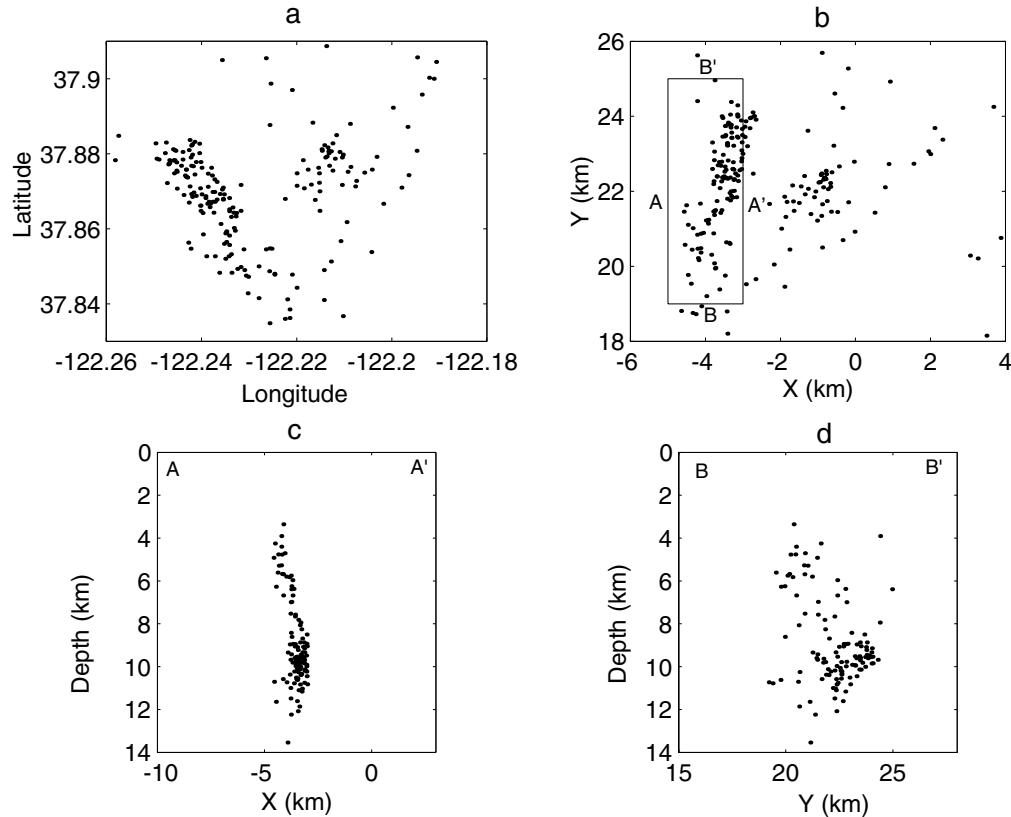 a
37.9
37.88
37.86
37.84
Latitude
-122.26 -122.24 -122.22 -122.2 -122.18
Longitude
b
26
24
22
20
18
Y (km)
B'
A
A'
B
-6 -4 -2 0 2 4
X (km)
c
A A'
0
2
4
6
8
10
12
14
Depth (km)
-10 -5 0
X (km)
d
B B'
0
2
4
6
8
10
12
14
Depth (km)
15 20 25
Y (km)